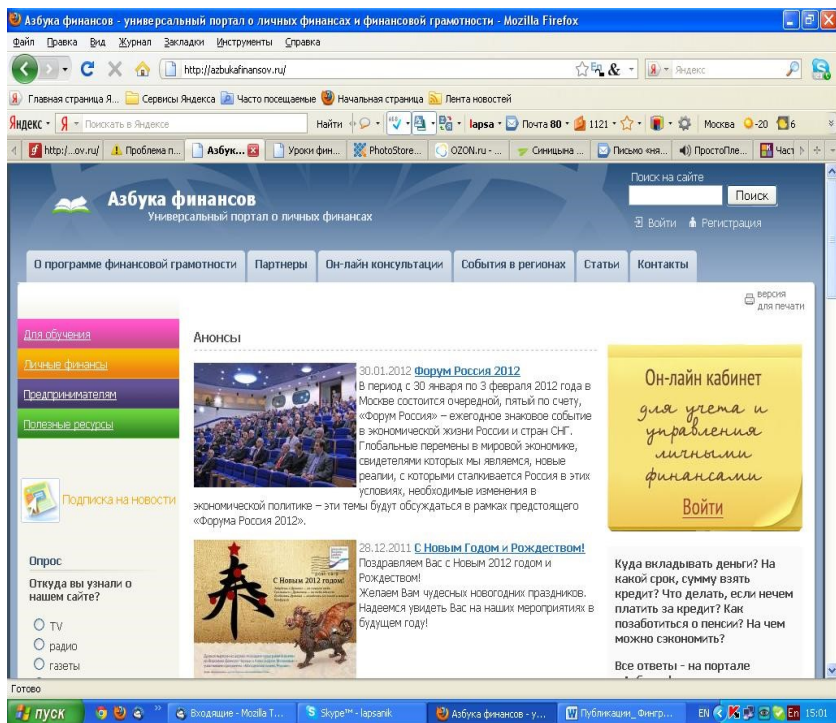 Азбука финансов - универсальный портал о личных финансах и финансовой грамотности - Mozilla Firefox
Файл Правка Вид Журнал Закладки Инструменты Справка
http://azbukafinansov.ru/
Яндекс
Главная страница Я... Сервисы Яндекса Часто посещаемые Начальная страница Лента новостей
Яндекс Поискать в Яндексе Найти lapsa Почта 80 1121 Москва -20 6
http:/...ov.ru/ Проблема п... Азбук... Уроки фин... PhotoStore... OZON.ru - ... Синицына ... Письмо «ня... ПростоПле... Част
Поиск на сайте
Азбука финансов
Поиск
Универсальный портал о личных финансах
Войти Регистрация
О программе финансовой грамотности Партнеры Он-лайн консультации События в регионах Статьи Контакты
версия
для печати
Для обучения
Личные финансы
Предпринимателям
Полезные ресурсы
Подписка на новости
Опрос
Откуда вы узнали о
нашем сайте?
TV
радио
газеты
Анонсы
30.01.2012 Форум Россия 2012
В период с 30 января по 3 февраля 2012 года в
Москве состоится очередной, пятый по счету,
«Форум Россия» – ежегодное знаковое событие
в экономической жизни России и стран СНГ.
Глобальные перемены в мировой экономике,
свидетелями которых мы являемся, новые
реалии, с которыми сталкивается Россия в этих
условиях, необходимые изменения в
экономической политике – эти темы будут обсуждаться в рамках предстоящего
«Форума Россия 2012».
28.12.2011 С Новым Годом и Рождеством!
Поздравляем Вас с Новым 2012 годом и
Рождеством!
Желаем Вам чудесных новогодних праздников.
Надеемся увидеть Вас на наших мероприятиях в
будущем году!
С Новым 2012 годом!
Он-лайн кабинет
для учета и
управления
личными
финансами
Войти
Куда вкладывать деньги? На
какой срок, сумму взять
кредит? Что делать, если нечем
платить за кредит? Как
позаботиться о пенсии? На чем
можно сэкономить?
Все ответы - на портале
Готово
пуск Входящие - Mozilla T... Skype™ - lapsanik Азбука финансов - у... Публикации_ Фингр... EN En 15:01